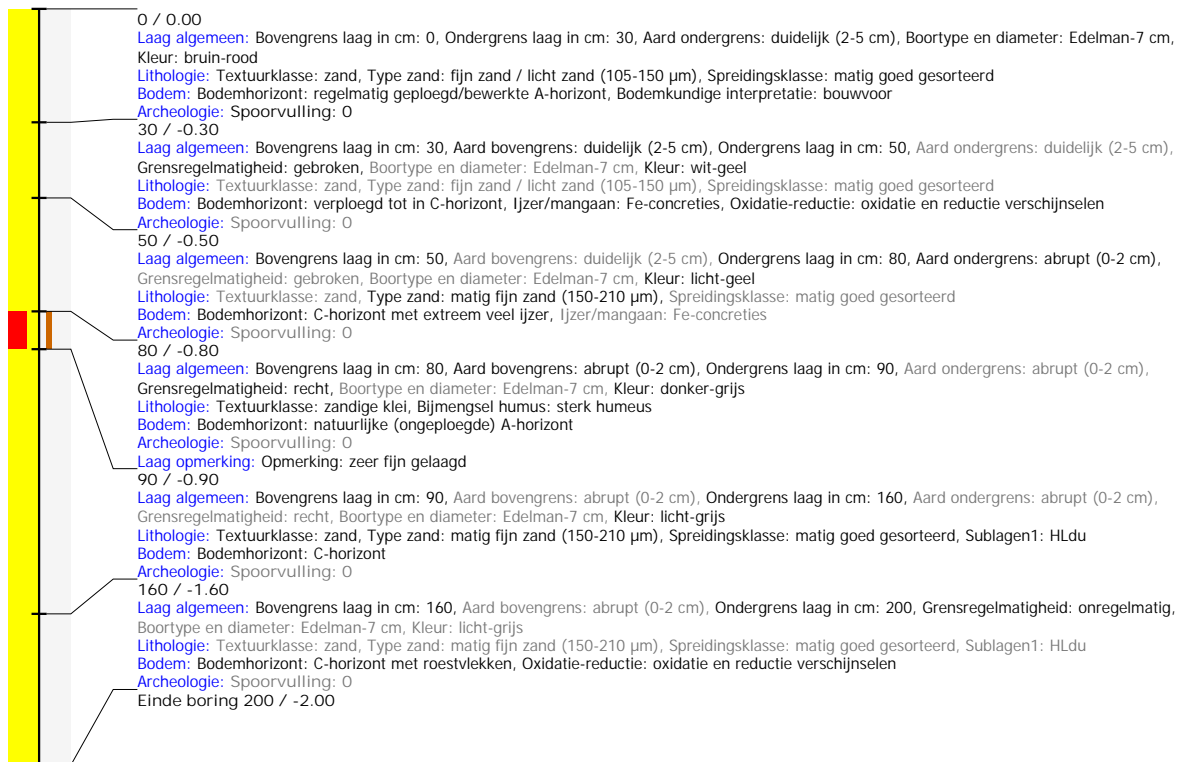 0 / 0.00
Laag algemeen: Bovengrens laag in cm: 0, Ondergrens laag in cm: 30, Aard ondergrens: duidelijk (2-5 cm), Boortype en diameter: Edelman-7 cm,
Kleur: bruin-rood
Lithologie: Textuurklasse: zand, Type zand: fijn zand / licht zand (105-150 µm), Spreidingsklasse: matig goed gesorteerd
Bodem: Bodemhorizont: regelmatig geploegd/bewerkte A-horizont, Bodemkundige interpretatie: bouwvoor
Archeologie: Spoorvulling: 0
30 / -0.30
Laag algemeen: Bovengrens laag in cm: 30, Aard bovengrens: duidelijk (2-5 cm), Ondergrens laag in cm: 50, Aard ondergrens: duidelijk (2-5 cm),
Grensregelmatigheid: gebroken, Boortype en diameter: Edelman-7 cm, Kleur: wit-geel
Lithologie: Textuurklasse: zand, Type zand: fijn zand / licht zand (105-150 µm), Spreidingsklasse: matig goed gesorteerd
Bodem: Bodemhorizont: verploegd tot in C-horizont, Ijzer/mangaan: Fe-concreties, Oxidatie-reductie: oxidatie en reductie verschijnselen
Archeologie: Spoorvulling: 0
50 / -0.50
Laag algemeen: Bovengrens laag in cm: 50, Aard bovengrens: duidelijk (2-5 cm), Ondergrens laag in cm: 80, Aard ondergrens: abrupt (0-2 cm),
Grensregelmatigheid: gebroken, Boortype en diameter: Edelman-7 cm, Kleur: licht-geel
Lithologie: Textuurklasse: zand, Type zand: matig fijn zand (150-210 µm), Spreidingsklasse: matig goed gesorteerd
Bodem: Bodemhorizont: C-horizont met extreem veel ijzer, Ijzer/mangaan: Fe-concreties
Archeologie: Spoorvulling: 0
80 / -0.80
Laag algemeen: Bovengrens laag in cm: 80, Aard bovengrens: abrupt (0-2 cm), Ondergrens laag in cm: 90, Aard ondergrens: abrupt (0-2 cm),
Grensregelmatigheid: recht, Boortype en diameter: Edelman-7 cm, Kleur: donker-grijs
Lithologie: Textuurklasse: zandige klei, Bijmengsel humus: sterk humeus
Bodem: Bodemhorizont: natuurlijke (ongeploegde) A-horizont
Archeologie: Spoorvulling: 0
Laag opmerking: Opmerking: zeer fijn gelaagd
90 / -0.90
Laag algemeen: Bovengrens laag in cm: 90, Aard bovengrens: abrupt (0-2 cm), Ondergrens laag in cm: 160, Aard ondergrens: abrupt (0-2 cm),
Grensregelmatigheid: recht, Boortype en diameter: Edelman-7 cm, Kleur: licht-grijs
Lithologie: Textuurklasse: zand, Type zand: matig fijn zand (150-210 µm), Spreidingsklasse: matig goed gesorteerd, Sublagen1: HLdu
Bodem: Bodemhorizont: C-horizont
Archeologie: Spoorvulling: 0
160 / -1.60
Laag algemeen: Bovengrens laag in cm: 160, Aard bovengrens: abrupt (0-2 cm), Ondergrens laag in cm: 200, Grensregelmatigheid: onregelmatig,
Boortype en diameter: Edelman-7 cm, Kleur: licht-grijs
Lithologie: Textuurklasse: zand, Type zand: matig fijn zand (150-210 µm), Spreidingsklasse: matig goed gesorteerd, Sublagen1: HLdu
Bodem: Bodemhorizont: C-horizont met roestvlekken, Oxidatie-reductie: oxidatie en reductie verschijnselen
Archeologie: Spoorvulling: 0
Einde boring 200 / -2.00